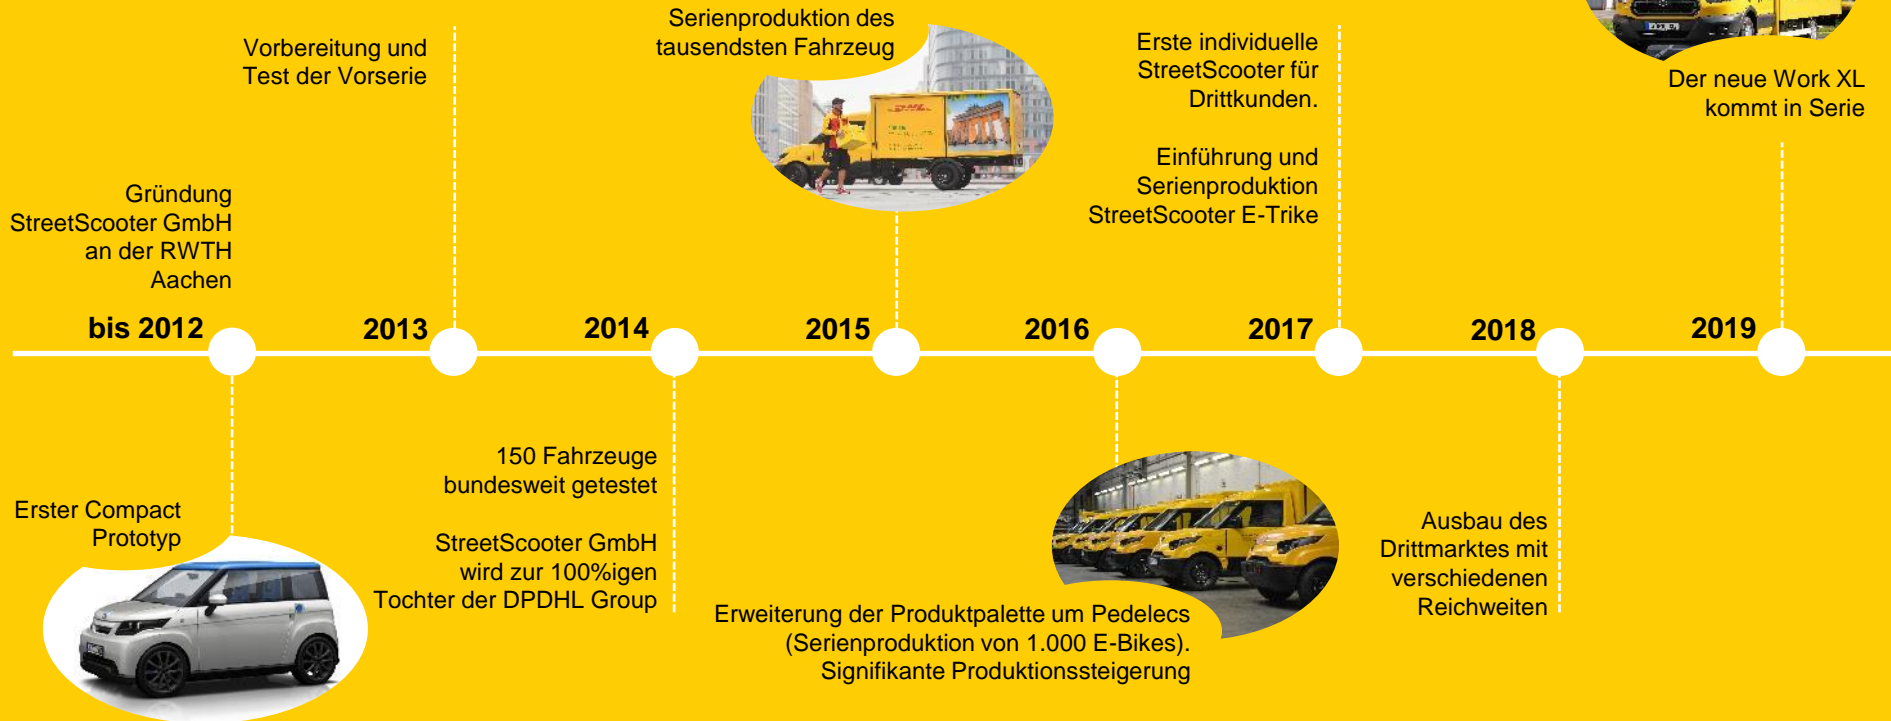 Serienproduktion des
tausendsten Fahrzeug
Vorbereitung und
Test der Vorserie
Erste individuelle
StreetScooter für
Drittkunden.
Einführung und
Serienproduktion
StreetScooter E-Trike
Der neue Work XL
kommt in Serie
Gründung
StreetScooter GmbH
an der RWTH
Aachen
bis 2012
2013
2014
2015
2016
2017
2018
2019
Erster Compact
Prototyp
150 Fahrzeuge
bundesweit getestet
StreetScooter GmbH
wird zur 100%igen
Tochter der DPDHL Group
Erweiterung der Produktpalette um Pedelecs
(Serienproduktion von 1.000 E-Bikes).
Signifikante Produktionssteigerung
Ausbau des
Drittmarktes mit
verschiedenen
Reichweiten
DHL